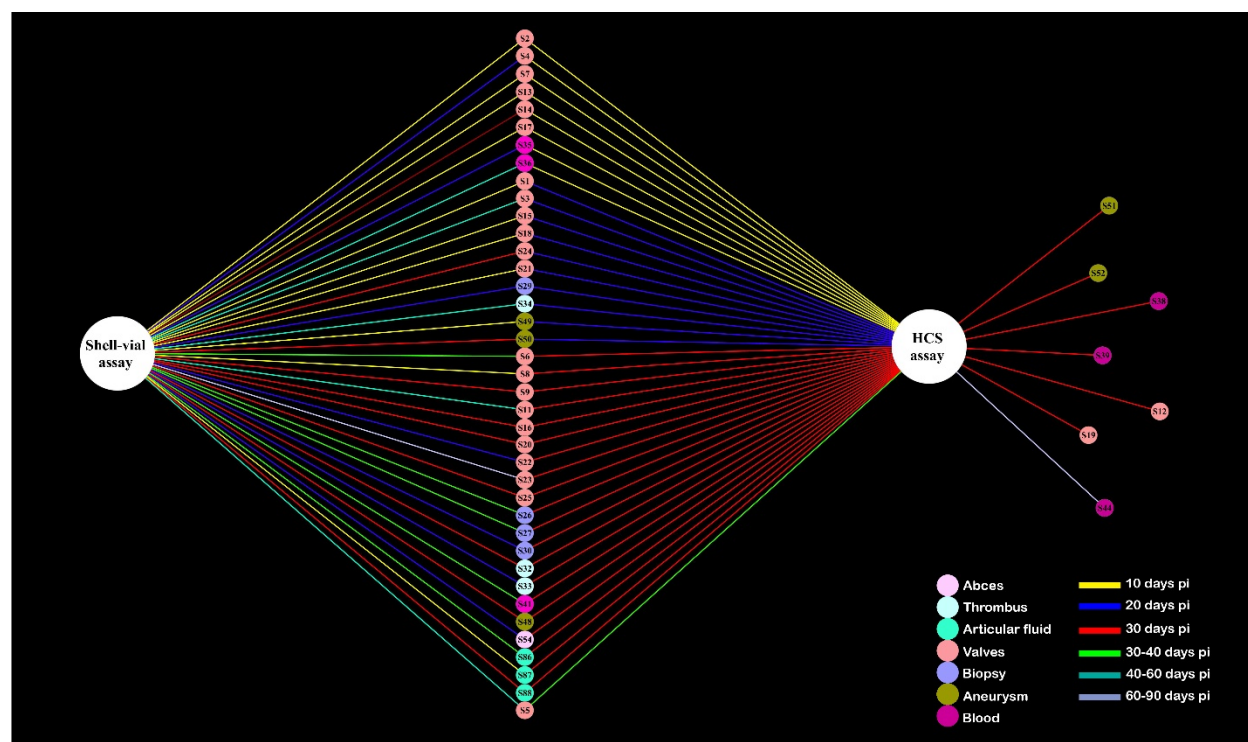 S2
S4
S7
S13
S14
S17
S35
S36
S1
S3
S15
S18
S24
S21
S29
S34
S49
S50
S6
S8
S9
S11
S16
S20
S22
S23
S25
S26
S27
S30
S32
S33
S41
S48
S54
S86
S87
S88
S5
Shell-vial
assay
HCS
assay
S51
S52
S38
S39
S12
S19
S44
Abces
Thrombus
Articular fluid
Valves
Biopsy
Aneurysm
Blood
10 days pi
20 days pi
30 days pi
30-40 days pi
40-60 days pi
60-90 days pi